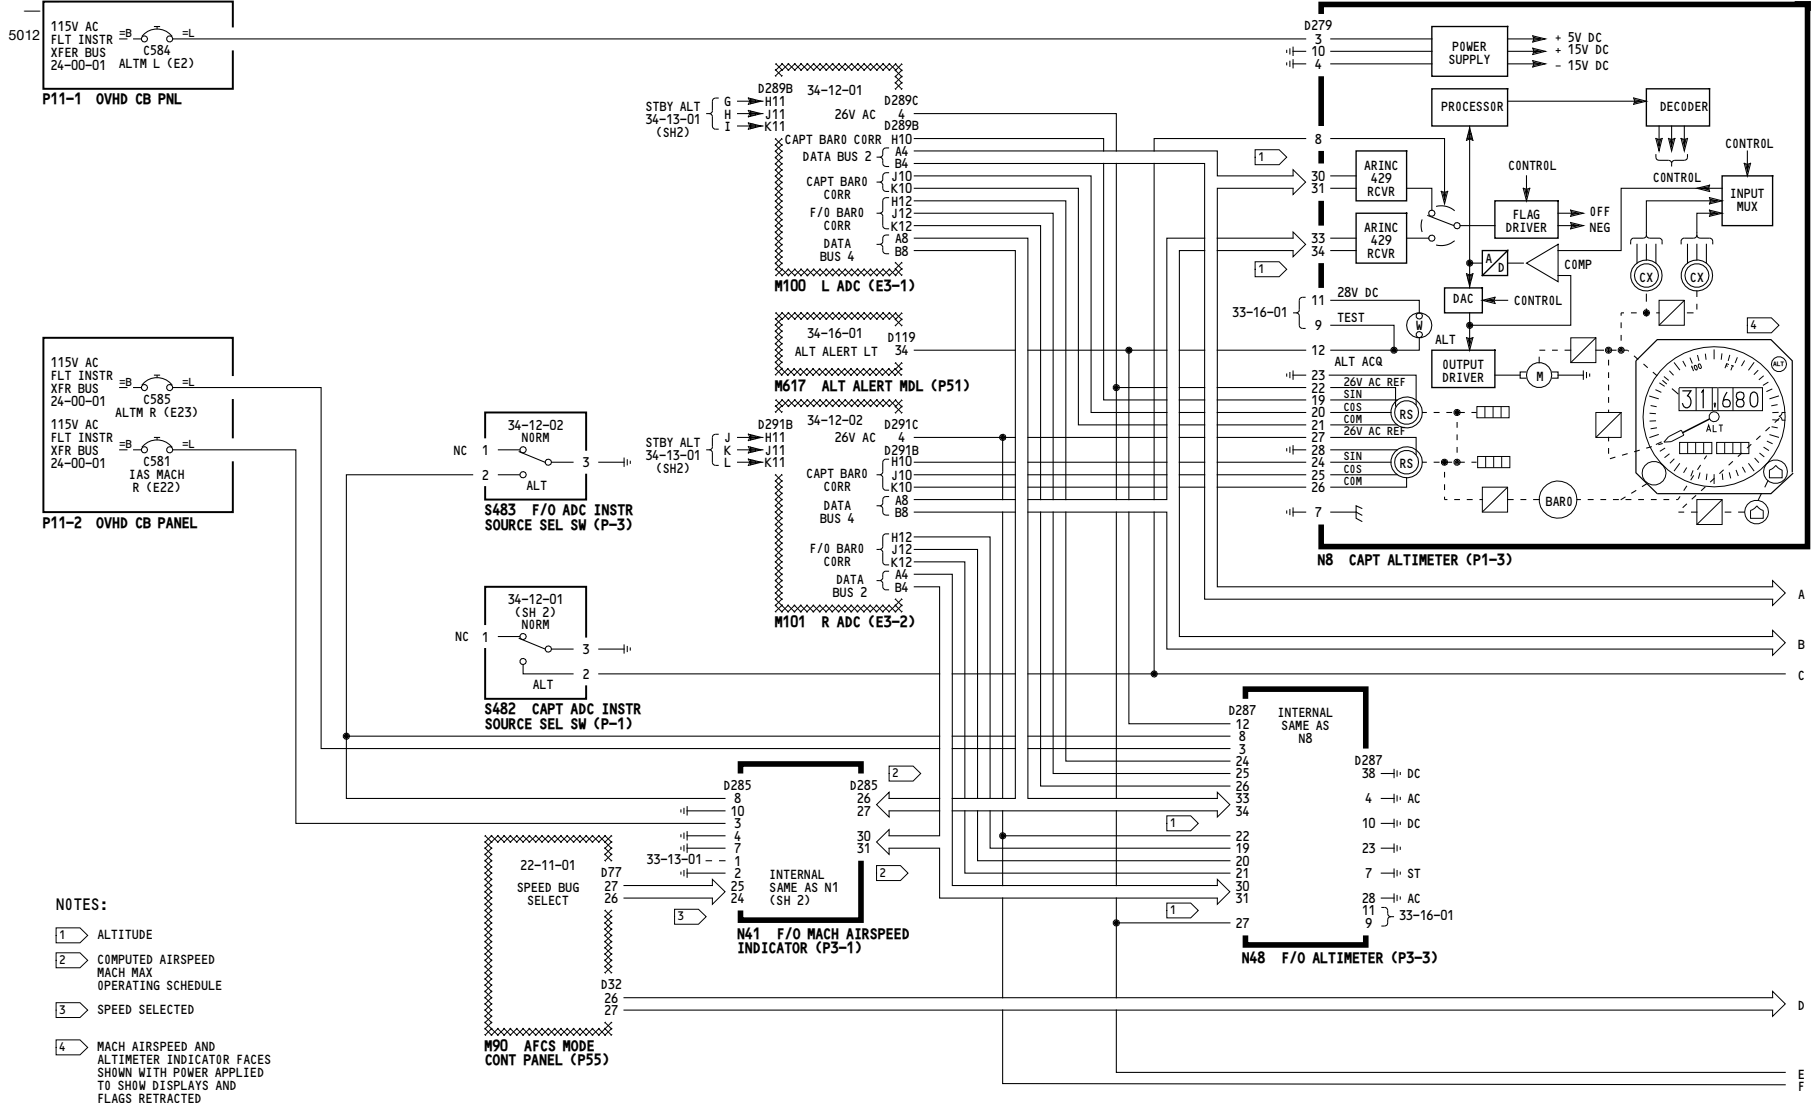 5012
115V AC
FLT INSTR
XFER BUS
24-00-01
=B
=L
C584
ALTM L (E2)
P11-1 OVHD CB PNL
115V AC
FLT INSTR
XFR BUS
24-00-01
=B
=L
C585
ALTM R (E23)
115V AC
FLT INSTR
XFR BUS
24-00-01
=B
=L
C581
IAS MACH
R (E22)
P11-2 OVHD CB PANEL
34-12-02
NORM
NC 1
3
2
ALT
S483 F/O ADC INSTR
SOURCE SEL SW (P-3)
34-12-01
(SH 2)
NORM
NC 1
3
2
ALT
S482 CAPT ADC INSTR
SOURCE SEL SW (P-1)
STBY ALT
34-13-01
(SH2)
G
H
I
D289B
H11
J11
K11
34-12-01
D289C
26V AC 4
D289B
CAPT BARO CORR H10
DATA BUS 2
A4
B4
CAPT BARO
CORR
J10
K10
F/O BARO
CORR
H12
J12
K12
DATA
BUS 4
A8
B8
M100 L ADC (E3-1)
34-16-01
D119
ALT ALERT LT 34
M617 ALT ALERT MDL (P51)
STBY ALT
34-13-01
(SH2)
J
K
L
D291B
H11
J11
K11
34-12-02
D291C
26V AC 4
D291B
H10
CAPT BARO
CORR
J10
K10
DATA
BUS 4
A8
B8
F/O BARO
CORR
H12
J12
K12
DATA
BUS 2
A4
B4
M101 R ADC (E3-2)
D279
3
10
4
POWER
SUPPLY
+ 5V DC
+ 15V DC
- 15V DC
PROCESSOR
DECODER
8
1
30
31
ARINC
429
RCVR
33
34
ARINC
429
RCVR
1
CONTROL
FLAG
DRIVER
OFF
NEG
CONTROL
CONTROL
INPUT
MUX
A
D
COMP
CX
CX
DAC
CONTROL
33-16-01
11
28V DC
9
TEST
W
12
ALT ACQ
ALT
OUTPUT
DRIVER
M
4
23
22
26V AC REF
19
SIN
20
COS
21
COM
RS
27
26V AC REF
28
24
SIN
25
COS
26
COM
RS
7
BARO
100
FT
ALT
31,680
ALT
N8 CAPT ALTIMETER (P1-3)
A
B
C
D287
12
8
3
24
25
26
33
34
22
19
20
21
30
31
27
1
1
INTERNAL
SAME AS
N8
D287
38 DC
4 AC
10 DC
23
7 ST
28 AC
11
9
33-16-01
N48 F/O ALTIMETER (P3-3)
D285
8
10
3
4
7
33-13-01 1
2
25
24
3
D285
26
27
30
31
2
2
INTERNAL
SAME AS N1
(SH 2)
N41 F/O MACH AIRSPEED
INDICATOR (P3-1)
22-11-01
SPEED BUG
SELECT
D77
27
26
D32
26
27
M90 AFCS MODE
CONT PANEL (P55)
D
E
F
NOTES:
1 ALTITUDE
2 COMPUTED AIRSPEED
MACH MAX
OPERATING SCHEDULE
3 SPEED SELECTED
4 MACH AIRSPEED AND
ALTIMETER INDICATOR FACES
SHOWN WITH POWER APPLIED
TO SHOW DISPLAYS AND
FLAGS RETRACTED